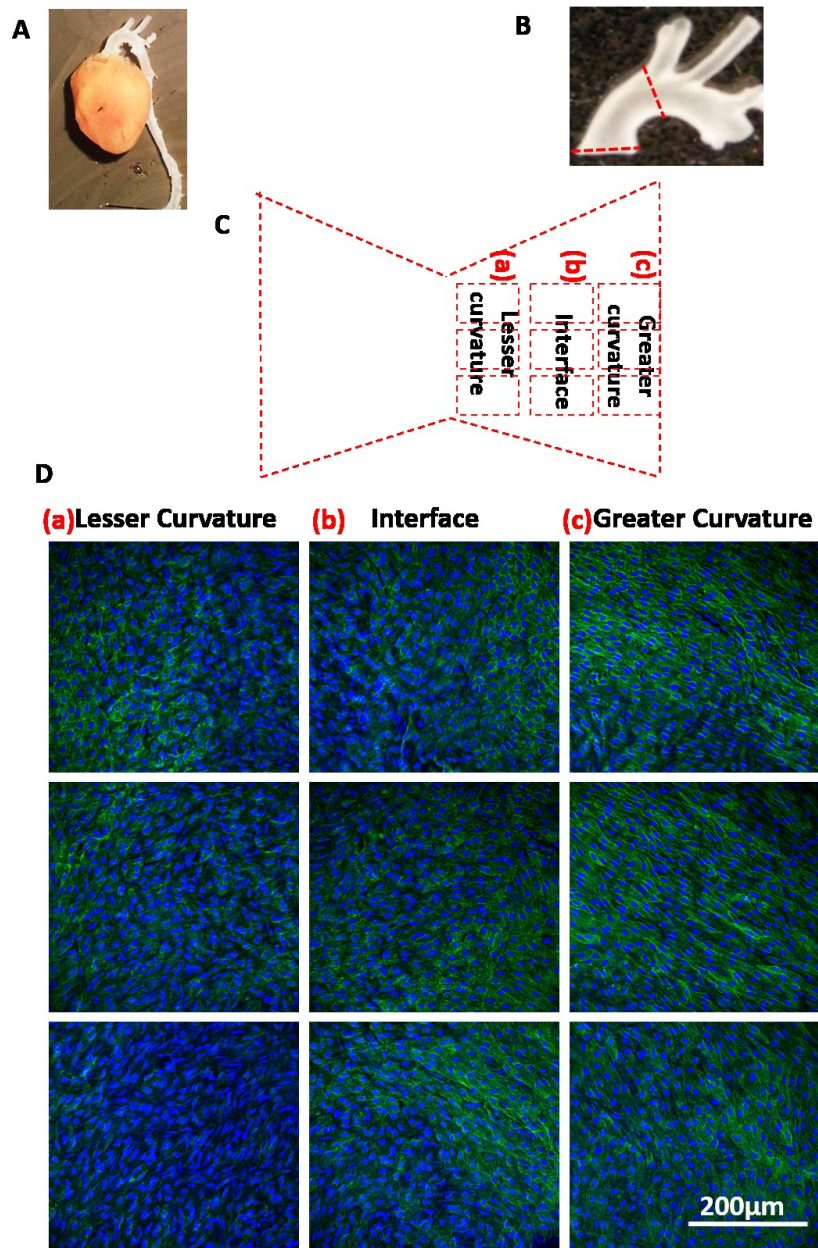 A
B
C
(a)
(b)
(c)
Lesser
curvature
Interface
Greater
curvature
D
(a) Lesser Curvature
(b) Interface
(c) Greater Curvature
200µm